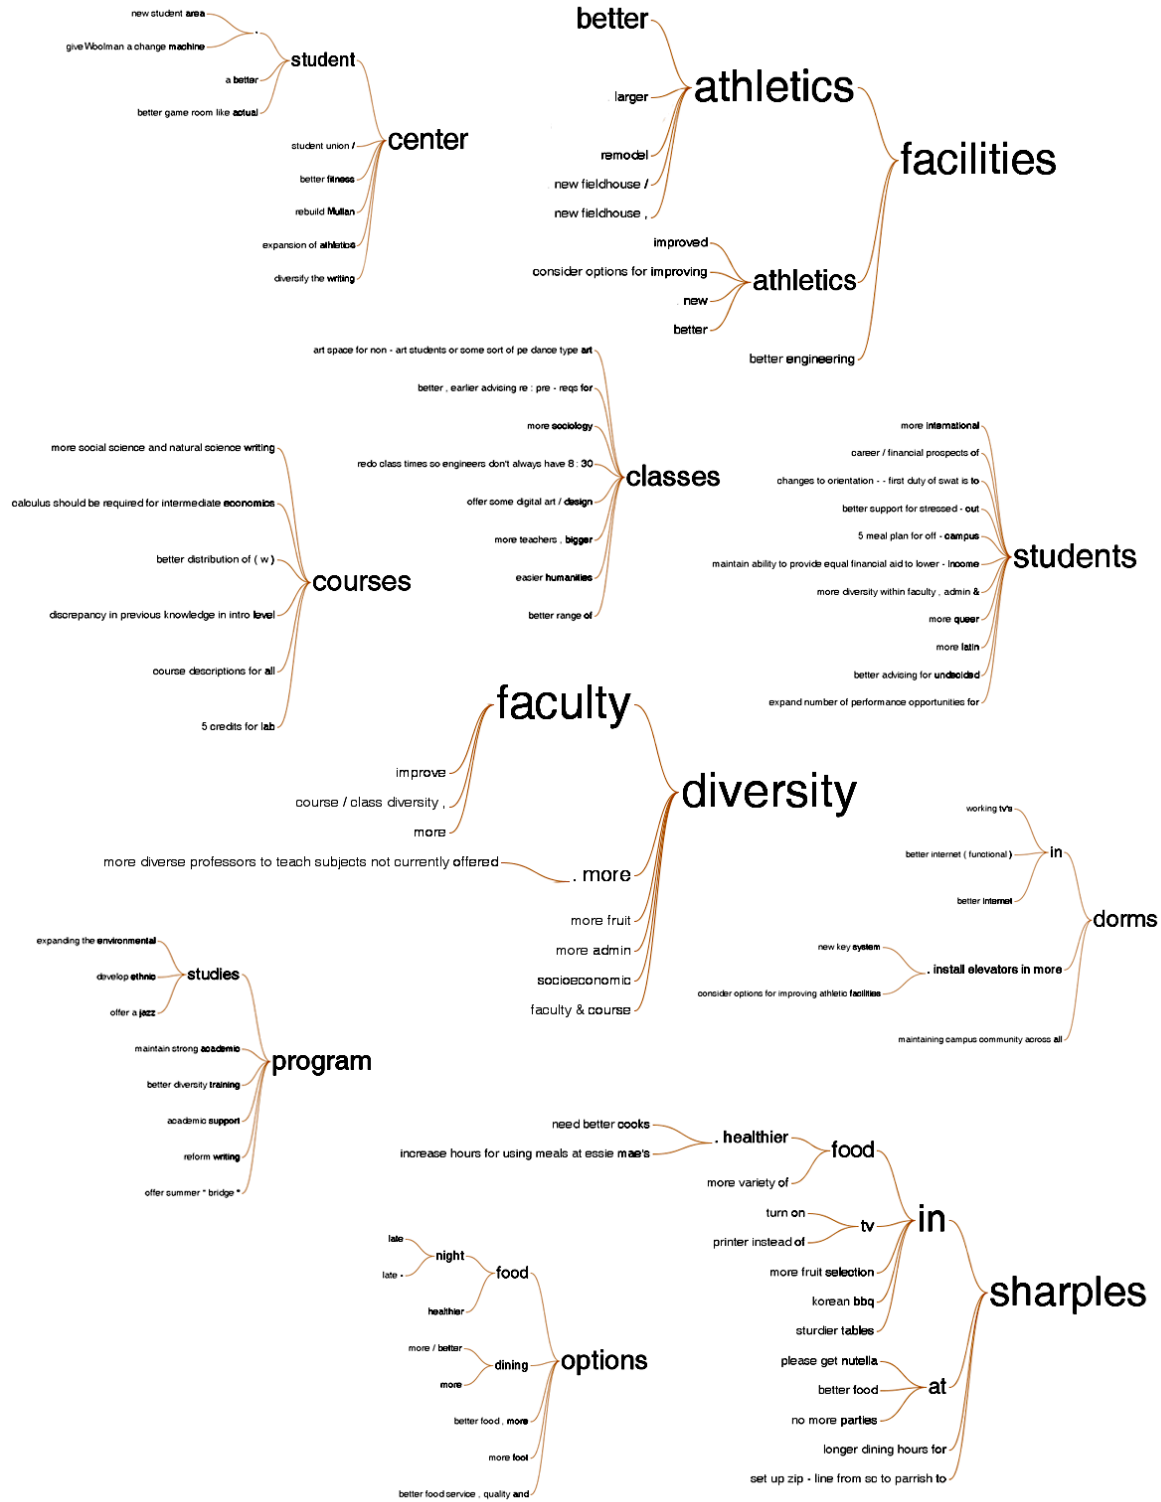 new student area
.
give Woolman a change machine
student
a better
better game room like actual
center
student union /
better fitness
rebuild Mullan
expansion of athletics
diversify the writing
better
larger
athletics
remodel
new fieldhouse /
new fieldhouse ,
facilities
improved
consider options for improving
athletics
new
better
better engineering
art space for non - art students or some sort of pe dance type art
better , earlier advising re : pre - reqs for
more sociology
redo class times so engineers don't always have 8 : 30
classes
offer some digital art / design
more teachers , bigger
easier humanities
better range of
more social science and natural science writing
calculus should be required for intermediate economics
better distribution of ( w )
courses
discrepancy in previous knowledge in intro level
course descriptions for all
5 credits for lab
more international
career / financial prospects of
changes to orientation - - first duty of swat is to
better support for stressed - out
5 meal plan for off - campus
students
maintain ability to provide equal financial aid to lower - income
more diversity within faculty , admin &
more queer
more latin
better advising for undecided
expand number of performance opportunities for
faculty
improve
course / class diversity ,
more
diversity
more diverse professors to teach subjects not currently offered
. more
more fruit
more admin
socioeconomic
faculty & course
working tv's
better internet ( functional )
in
better internet
dorms
new key system
. install elevators in more
consider options for improving athletic facilities
maintaining campus community across all
expanding the environmental
develop ethnic
studies
offer a jazz
maintain strong academic
program
better diversity training
academic support
reform writing
offer summer " bridge "
need better cooks
. healthier
increase hours for using meals at essie mae's
food
more variety of
turn on
tv
printer instead of
in
more fruit selection
korean bbq
sturdier tables
sharples
please get nutella
better food
at
no more parties
longer dining hours for
set up zip - line from sc to parrish to
late
night
late -
food
healthier
more / better
dining
more
options
better food , more
more fool
better food service , quality and